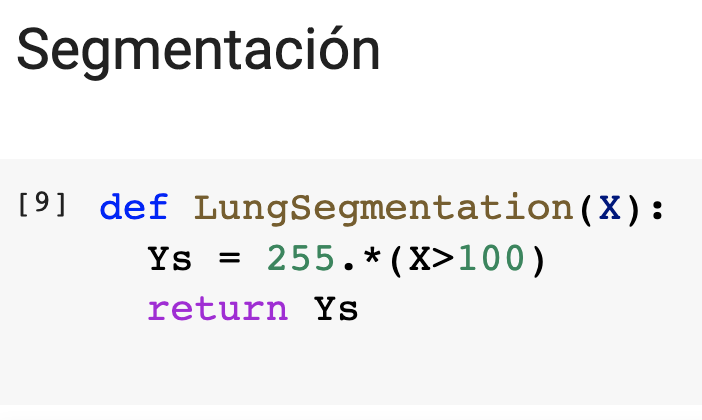 Segmentación
[9] def LungSegmentation(X):
Ys = 255.*(X>100)
return Ys